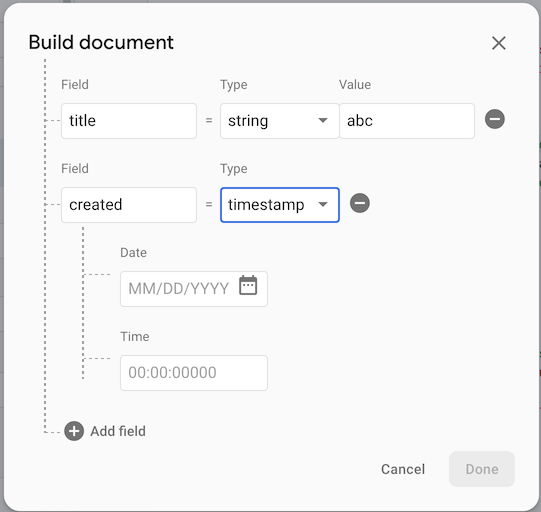 Build document
Field Type Value
title = string abc
Field Type
created = timestamp
Date
MM/DD/YYYY
Time
00:00:00000
Add field
Cancel Done